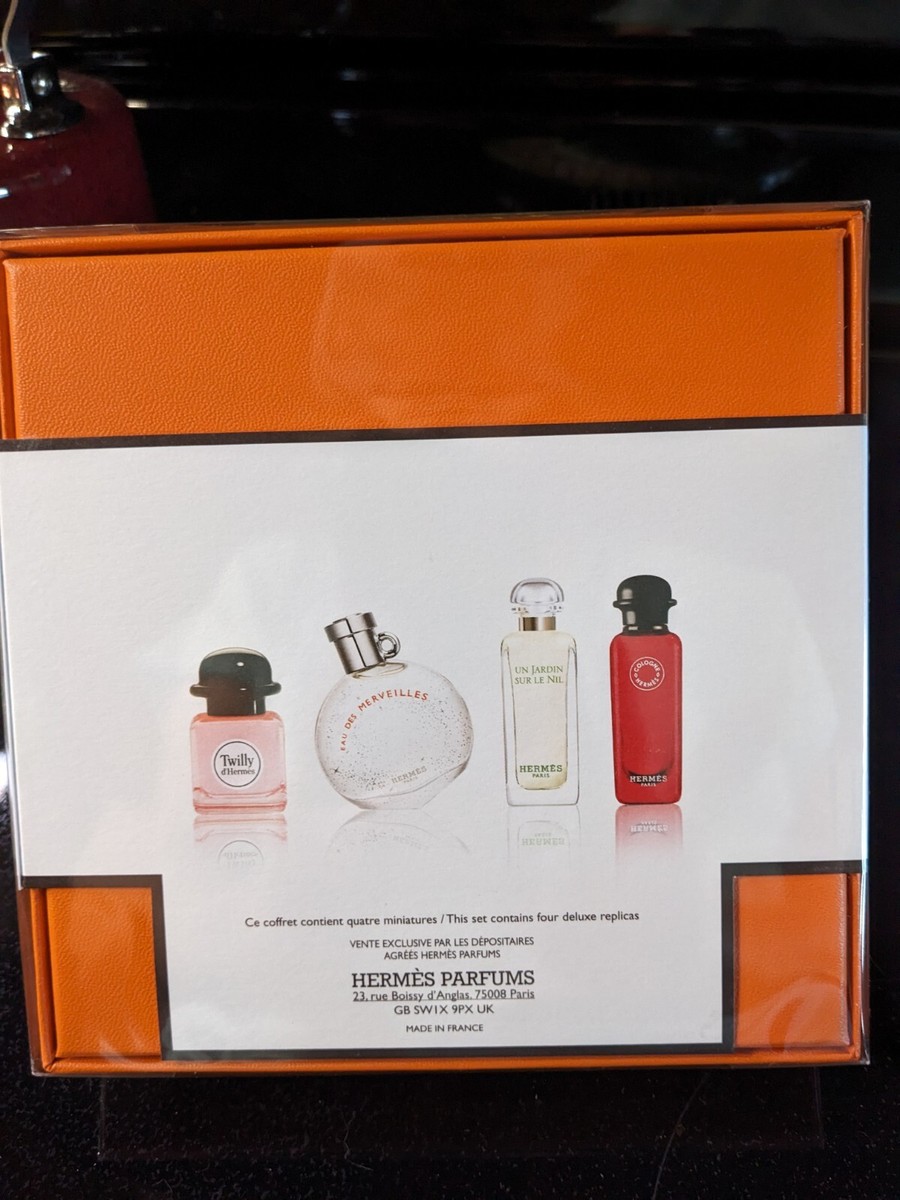 Twilly
d'Hermès
EAU DES MERVEILLES
HERMÈS
UN JARDIN
SUR LE NIL
HERMÈS
PARIS
COLOGNE
HERMÈS
HERMÈS
PARIS
Ce coffret contient quatre miniatures / This set contains four deluxe replicas
VENTE EXCLUSIVE PAR LES DÉPOSITAIRES
AGRÉÉS HERMÈS PARFUMS
HERMÈS PARFUMS
23, rue Boissy d'Anglas. 75008 Paris
GB SW1X 9PX UK
MADE IN FRANCE